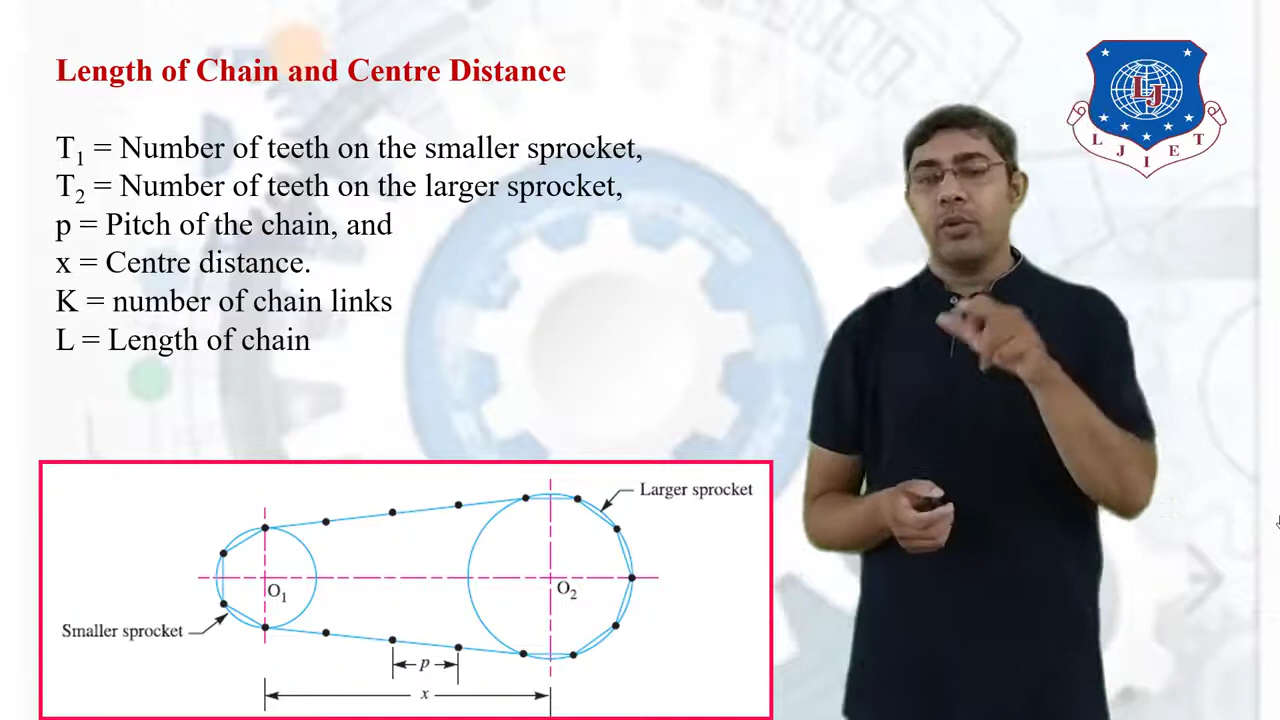 Length of Chain and Centre Distance
T1 = Number of teeth on the smaller sprocket,
T2 = Number of teeth on the larger sprocket,
p = Pitch of the chain, and
x = Centre distance.
K = number of chain links
L = Length of chain
LJ
L J I E T
Larger sprocket
O1
O2
Smaller sprocket
p
x